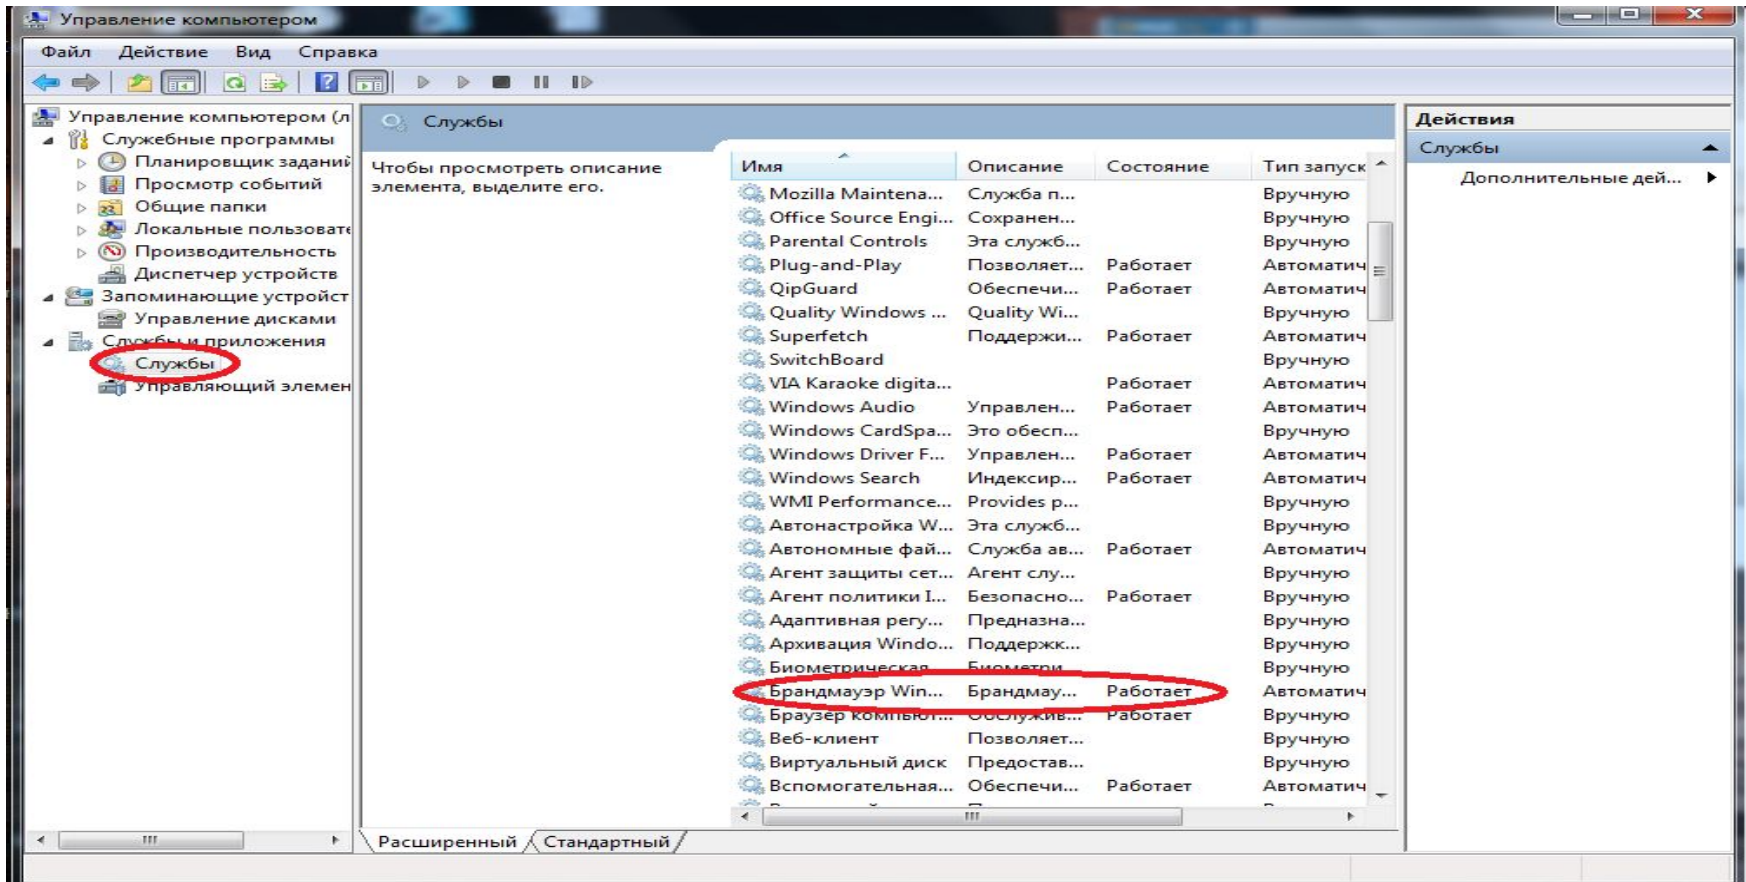 Управление компьютером
Файл Действие Вид Справка
Управление компьютером (л
Служебные программы
Планировщик заданий
Просмотр событий
Общие папки
Локальные пользовате
Производительность
Диспетчер устройств
Запоминающие устройст
Управление дисками
Службы и приложения
Службы
Управляющий элемен
Службы
Чтобы просмотреть описание
элемента, выделите его.
Имя Описание Состояние Тип запуск
Mozilla Maintena... Служба п... Вручную
Office Source Engi... Сохранен... Вручную
Parental Controls Эта служб... Вручную
Plug-and-Play Позволяет... Работает Автоматич
QipGuard Обеспечи... Работает Автоматич
Quality Windows ... Quality Wi... Вручную
Superfetch Поддержи... Работает Автоматич
SwitchBoard Вручную
VIA Karaoke digita... Работает Автоматич
Windows Audio Управлен... Работает Автоматич
Windows CardSpa... Это обесп... Вручную
Windows Driver F... Управлен... Работает Автоматич
Windows Search Индексир... Работает Автоматич
WMI Performance... Provides p... Вручную
Автонастройка W... Эта служб... Вручную
Автономные фай... Служба ав... Работает Автоматич
Агент защиты сет... Агент слу... Вручную
Агент политики I... Безопасно... Работает Вручную
Адаптивная регу... Предназна... Вручную
Архивация Windo... Поддержк... Вручную
Биометрическая Биометри Вручную
Брандмауэр Win... Брандмау... Работает Автоматич
Браузер компьют... Обслужив... Работает Вручную
Веб-клиент Позволяет... Вручную
Виртуальный диск Предостав... Вручную
Вспомогательная... Обеспечи... Работает Автоматич
Расширенный Стандартный
Действия
Службы
Дополнительные дей...